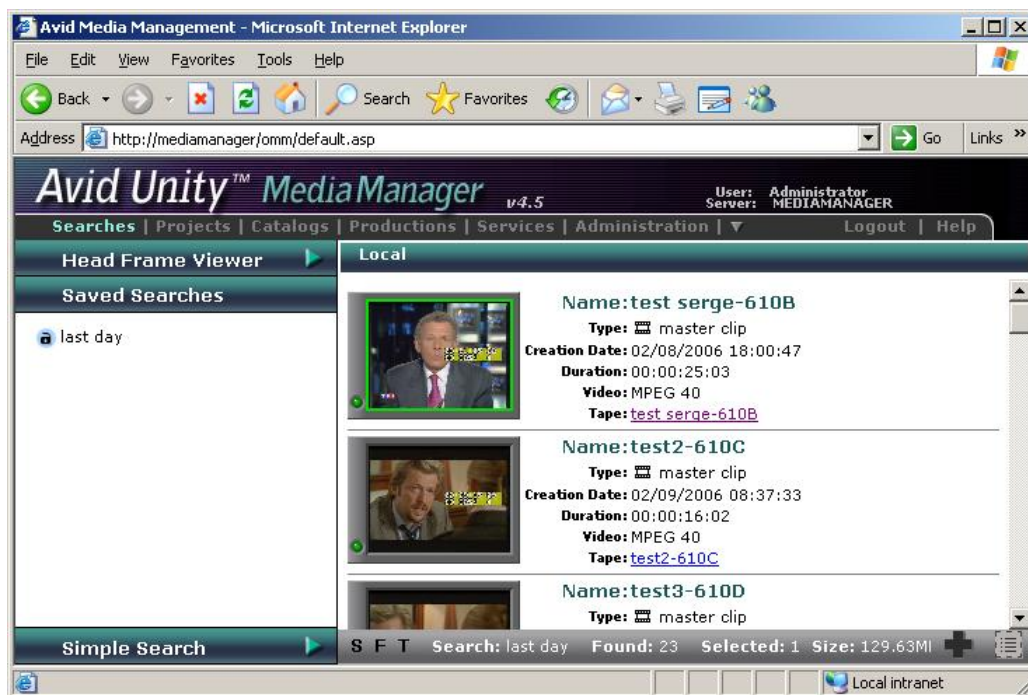 Avid Media Management - Microsoft Internet Explorer
File Edit View Favorites Tools Help
Back Search Favorites
Address http://mediamanager/omm/default.asp Go Links »
Avid Unity™ MediaManager v4.5
User: Administrator
Server: MEDIAMANAGER
Searches | Projects | Catalogs | Productions | Services | Administration | ▼ Logout | Help
Head Frame Viewer
Local
Saved Searches
last day
Name:test serge-610B
Type: master clip
Creation Date: 02/08/2006 18:00:47
Duration: 00:00:25:03
Video: MPEG 40
Tape: test serge-610B
Name:test2-610C
Type: master clip
Creation Date: 02/09/2006 08:37:33
Duration: 00:00:16:02
Video: MPEG 40
Tape: test2-610C
Name:test3-610D
Type: master clip
Simple Search
S F T Search: last day Found: 23 Selected: 1 Size: 129.63MI
Local intranet